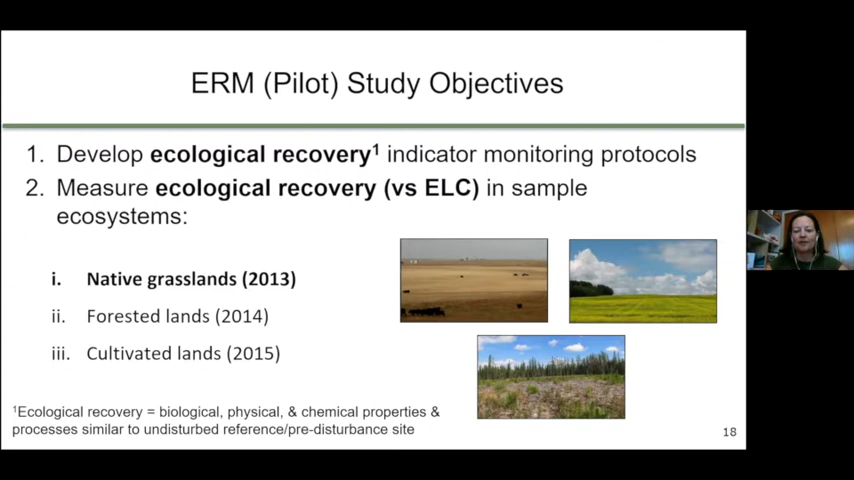 ERM (Pilot) Study Objectives
1. Develop ecological recovery¹ indicator monitoring protocols
2. Measure ecological recovery (vs ELC) in sample
ecosystems:
i. Native grasslands (2013)
ii. Forested lands (2014)
iii. Cultivated lands (2015)
¹Ecological recovery = biological, physical, & chemical properties &
processes similar to undisturbed reference/pre-disturbance site
18